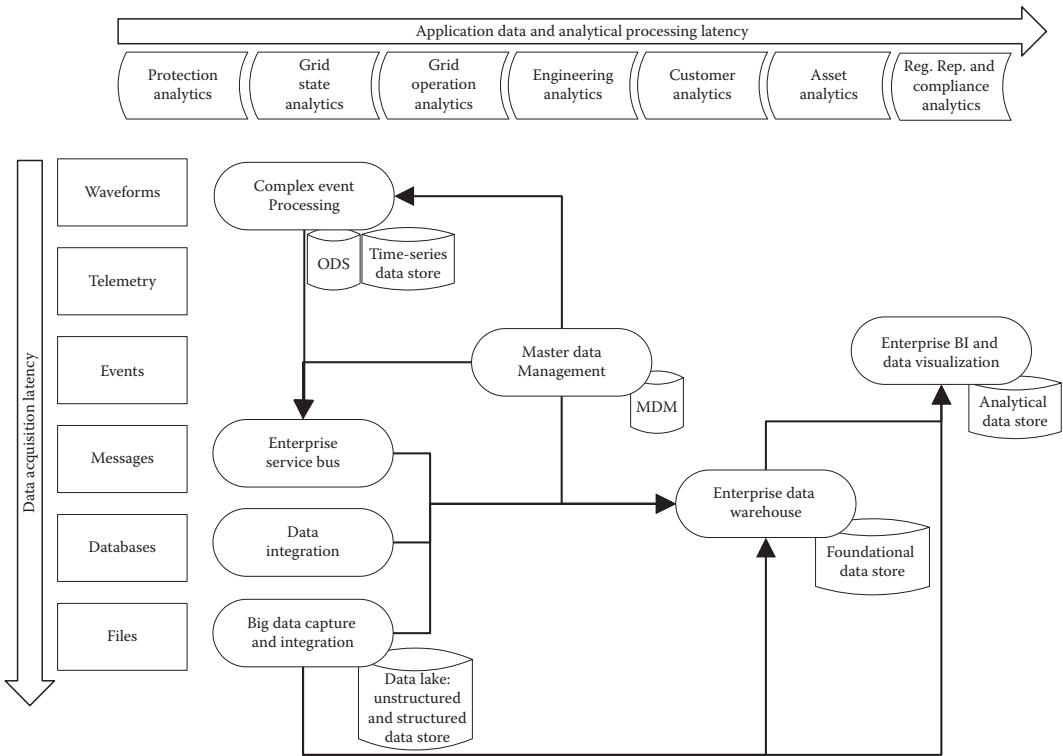 Application data and analytical processing latency
Protection
analytics
Grid
state
analytics
Grid
operation
analytics
Engineering
analytics
Customer
analytics
Asset
analytics
Reg. Rep. and
compliance
analytics
Data acquisition latency
Waveforms
Telemetry
Events
Messages
Databases
Files
Complex event
Processing
ODS
Time-series
data store
Master data
Management
MDM
Enterprise BI and
data visualization
Analytical
data store
Enterprise
service bus
Enterprise data
warehouse
Foundational
data store
Data
integration
Big data capture
and integration
Data lake:
unstructured
and structured
data store